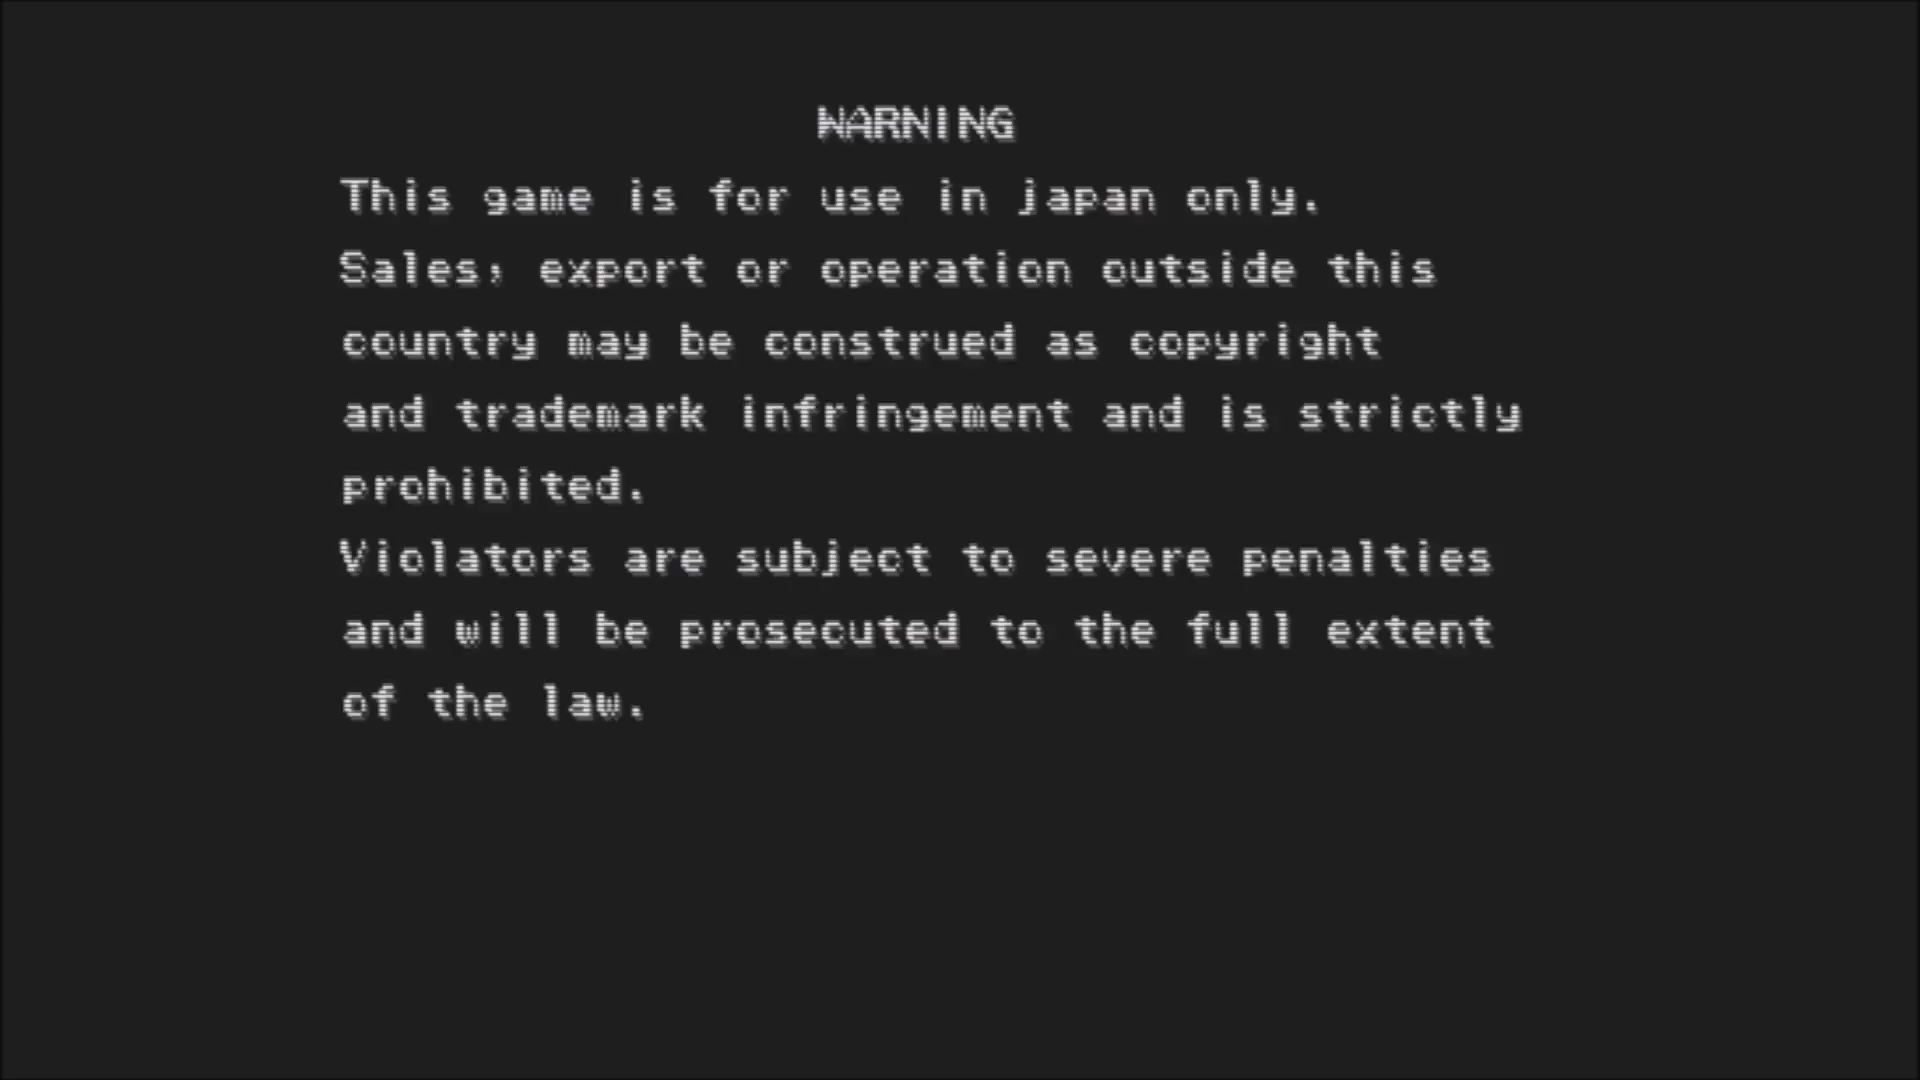 WARNING
This game is for use in japan only.
Sales, export or operation outside this
country may be construed as copyright
and trademark infringement and is strictly
prohibited.
Violators are subject to severe penalties
and will be prosecuted to the full extent
of the law.